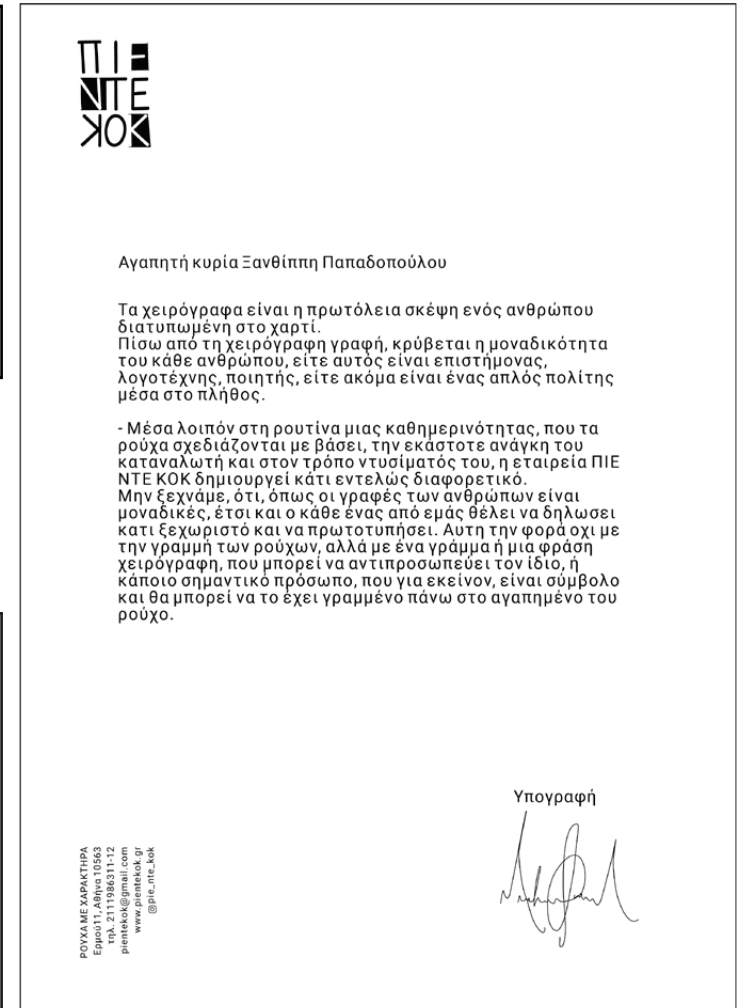 ΠΙΕ
ΝΤΕ
ΚΟΚ
Αγαπητή κυρία Ξανθίππη Παπαδοπούλου
Τα χειρόγραφα είναι η πρωτόλεια σκέψη ενός ανθρώπου
διατυπωμένη στο χαρτί.
Πίσω από τη χειρόγραφη γραφή, κρύβεται η μοναδικότητα
του κάθε ανθρώπου, είτε αυτός είναι επιστήμονας,
λογοτέχνης, ποιητής, είτε ακόμα είναι ένας απλός πολίτης
μέσα στο πλήθος.
- Μέσα λοιπόν στη ρουτίνα μιας καθημερινότητας, που τα
ρούχα σχεδιάζονται με βάσει, την εκάστοτε ανάγκη του
καταναλωτή και στον τρόπο ντυσίματός του, η εταιρεία ΠΙΕ
ΝΤΕ ΚΟΚ δημιουργεί κάτι εντελώς διαφορετικό.
Μην ξεχνάμε, ότι, όπως οι γραφές των ανθρώπων είναι
μοναδικές, έτσι και ο κάθε ένας από εμάς θέλει να δηλωσει
κατι ξεχωριστό και να πρωτοτυπήσει. Αυτη την φορά οχι με
την γραμμή των ρούχων, αλλά με ένα γράμμα ή μια φράση
χειρόγραφη, που μπορεί να αντιπροσωπεύει τον ίδιο, ή
κάποιο σημαντικό πρόσωπο, που για εκείνον, είναι σύμβολο
και θα μπορεί να το έχει γραμμένο πάνω στο αγαπημένο του
ρούχο.
Υπογραφή
ΡΟΥΧΑ ΜΕ ΧΑΡΑΚΤΗΡΑ
Ερμού11, Αθήνα 10563
τηλ. 2111986311-12
pientekok@gmail.com
www.pientekok.gr
@pie_nte_kok